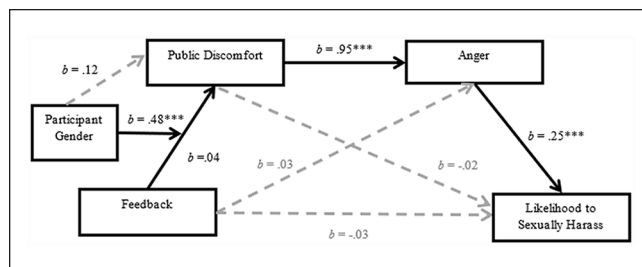 Public Discomfort
b = .95***
Anger
b = .12
Participant
Gender
b = .48***
b = .25***
b =.04
b = .03
b = -.02
Feedback
Likelihood to
Sexually Harass
b = -.03